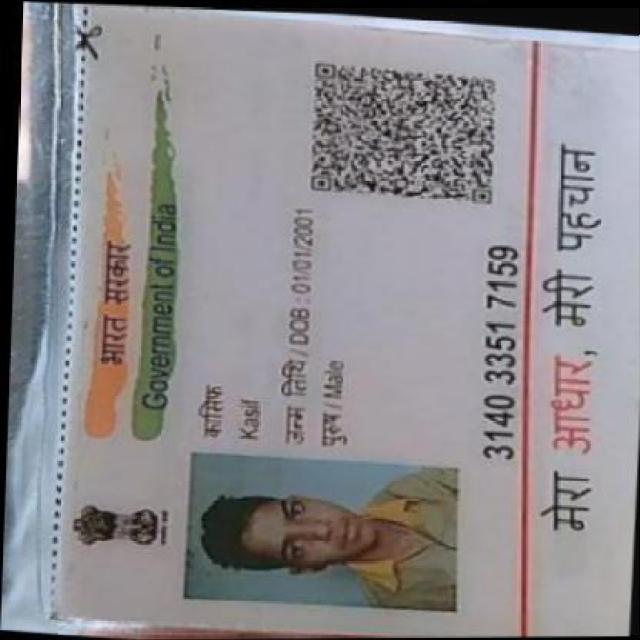 भारत सरकार
Government of India
कासिफ
Kasif
जन्म तिथि / DOB : 01/01/2001
पुरुष / Male
3140 3351 7159
मेरा आधार, मेरी पहचान